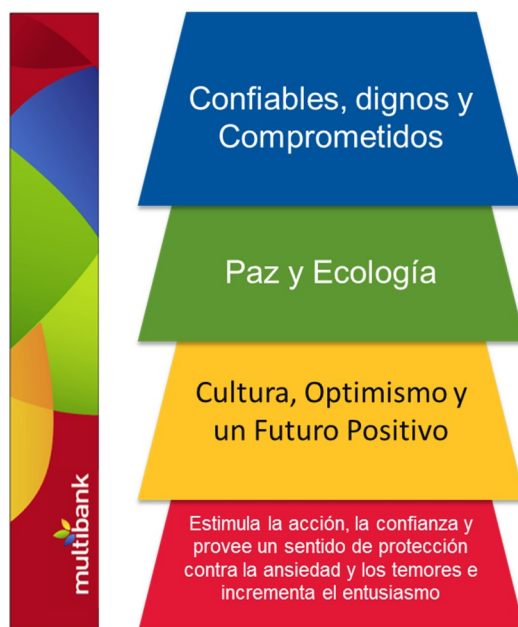 Confiables, dignos y
Comprometidos
Paz y Ecología
Cultura, Optimismo y
un Futuro Positivo
Estimula la acción, la confianza y
provee un sentido de protección
contra la ansiedad y los temores e
incrementa el entusiasmo
multibank